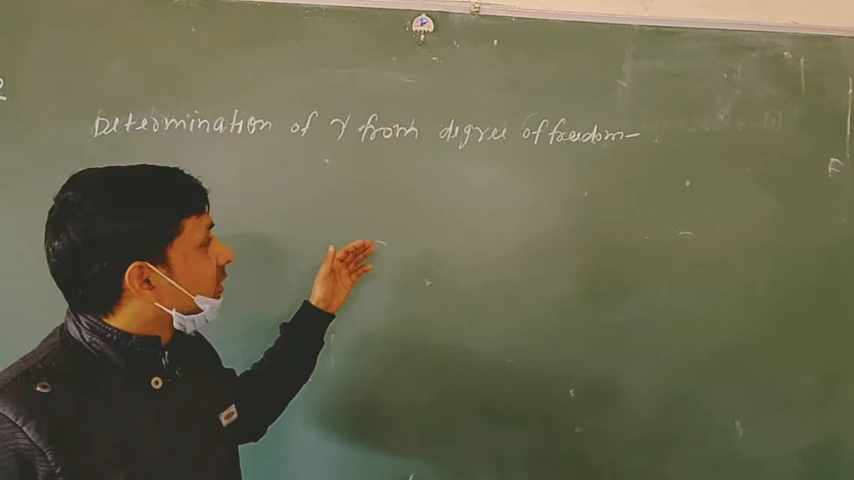 Determination of γ from degree of freedom-